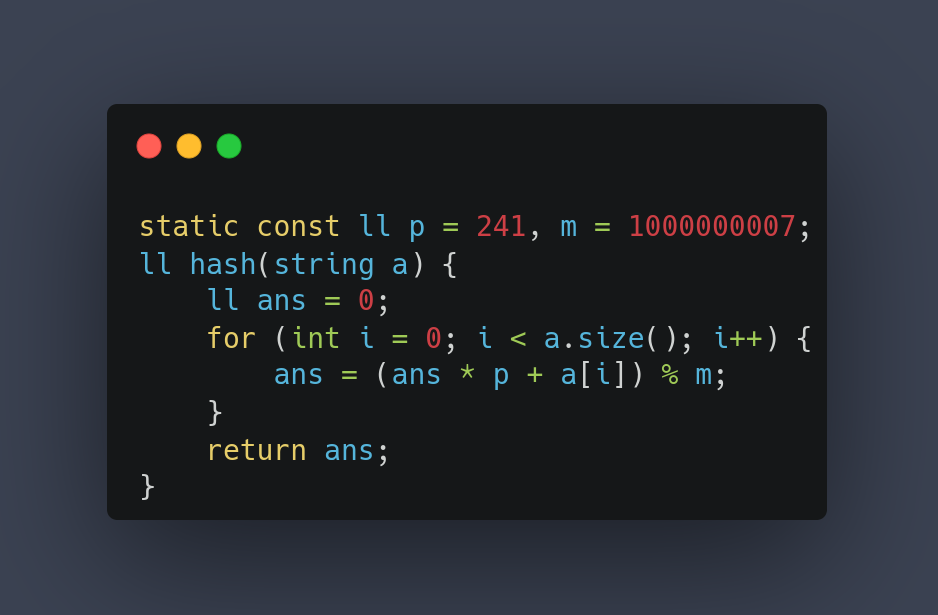 static const ll p = 241, m = 1000000007;
ll hash(string a) {
    ll ans = 0;
    for (int i = 0; i < a.size(); i++) {
        ans = (ans * p + a[i]) % m;
    }
    return ans;
}